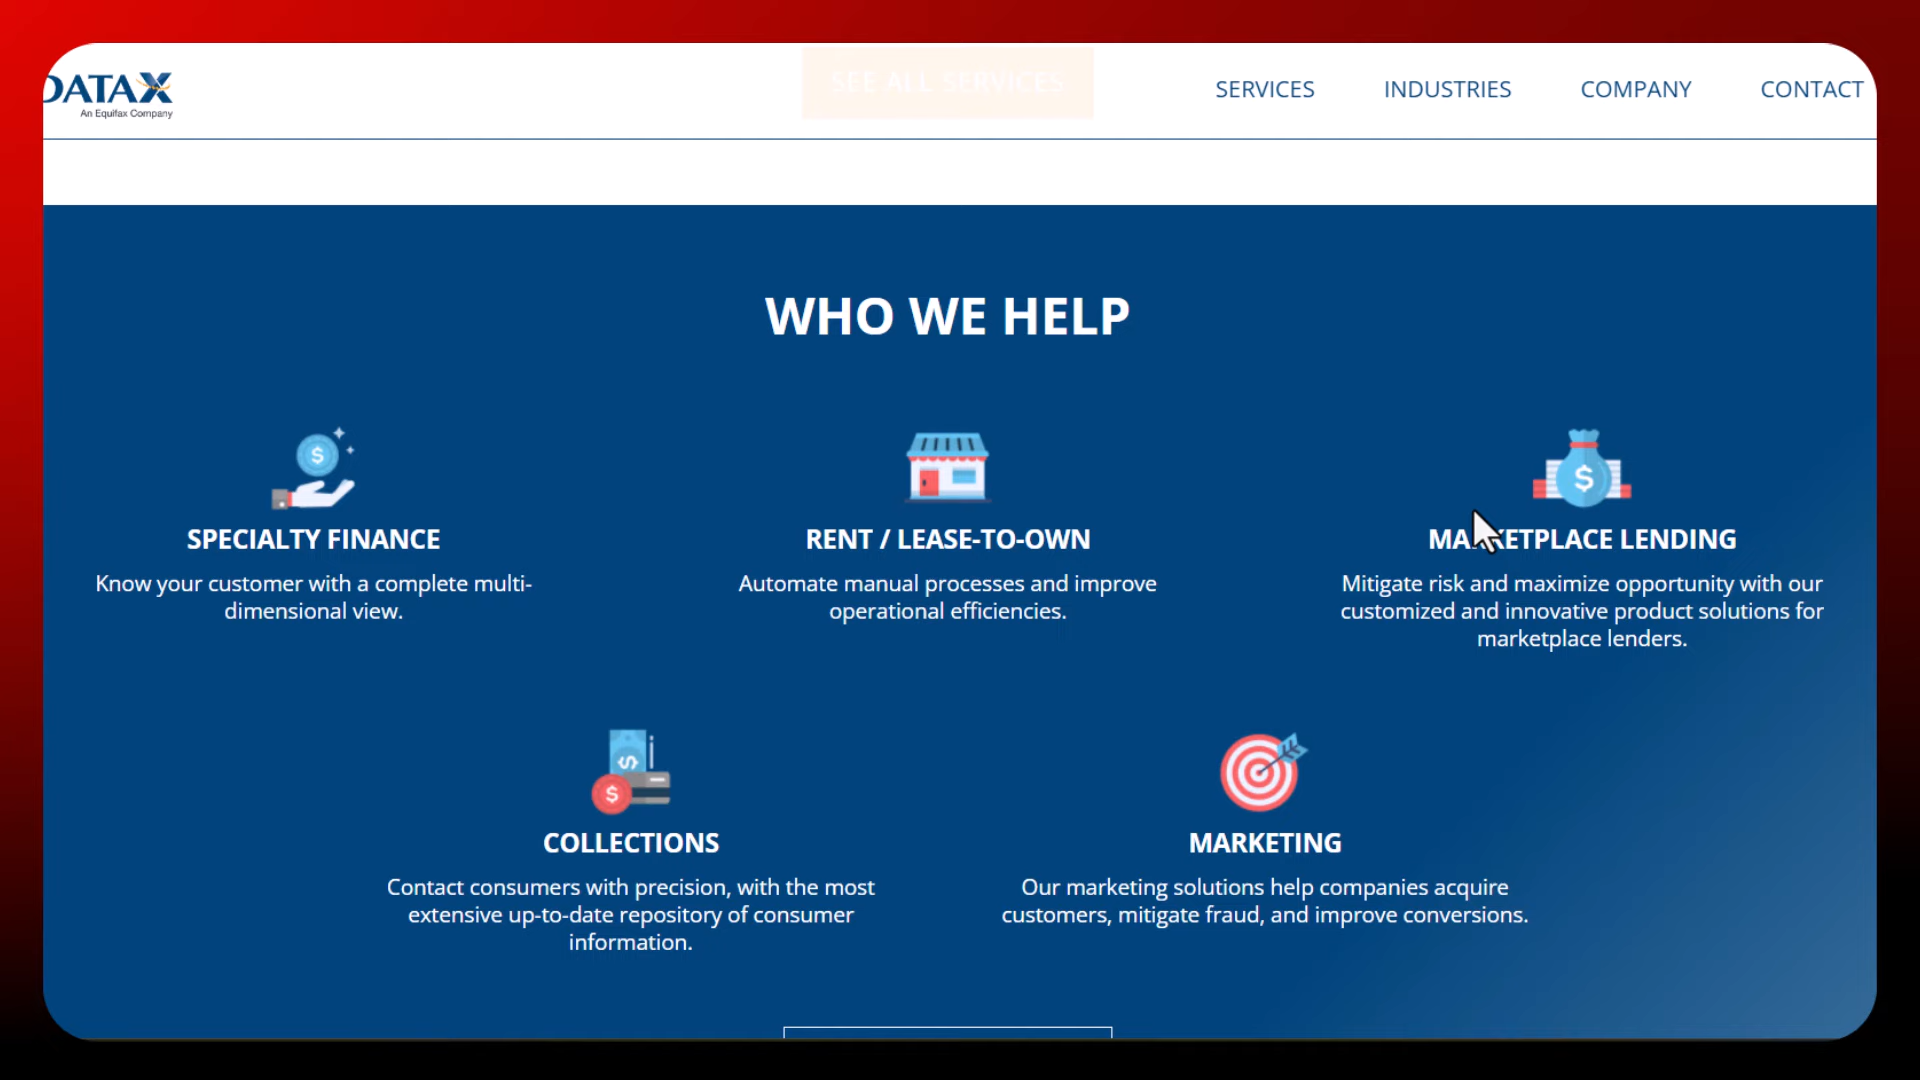 DATAX
An Equifax Company
SEE ALL SERVICES
SERVICES
INDUSTRIES
COMPANY
CONTACT
WHO WE HELP
SPECIALTY FINANCE
Know your customer with a complete multi-
dimensional view.
RENT / LEASE-TO-OWN
Automate manual processes and improve
operational efficiencies.
MARKETPLACE LENDING
Mitigate risk and maximize opportunity with our
customized and innovative product solutions for
marketplace lenders.
COLLECTIONS
Contact consumers with precision, with the most
extensive up-to-date repository of consumer
information.
MARKETING
Our marketing solutions help companies acquire
customers, mitigate fraud, and improve conversions.